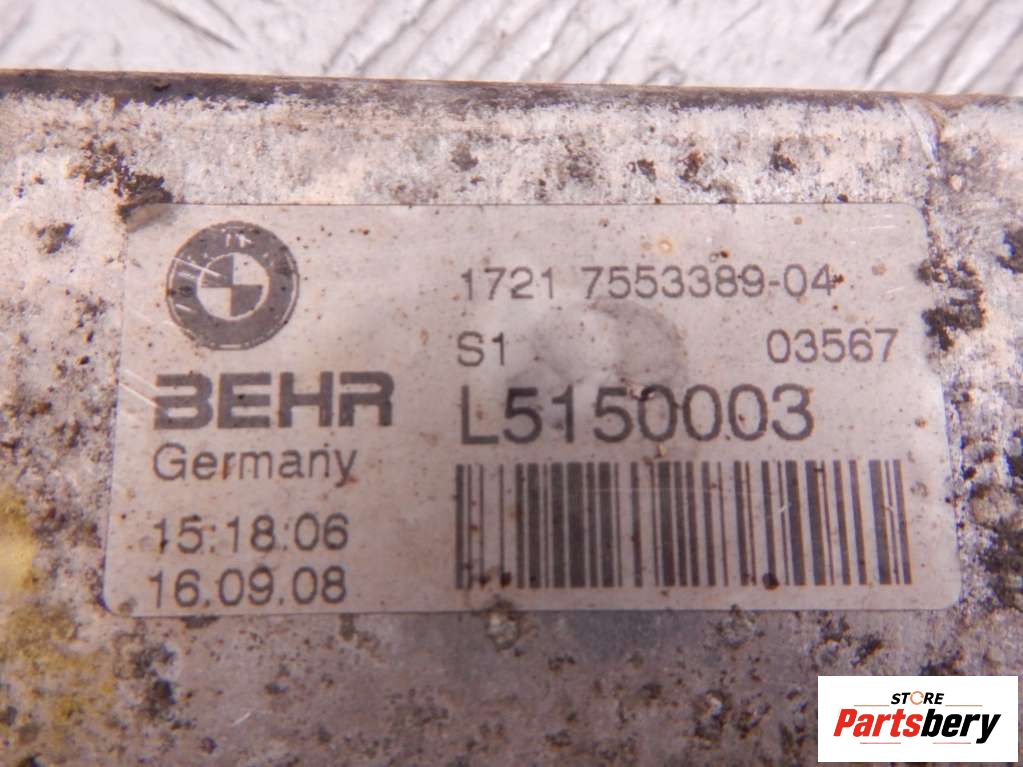 1721 7553389-04
S1 03567
BEHR
L5150003
Germany
15:18:06
16.09.08
STORE
Partsbery